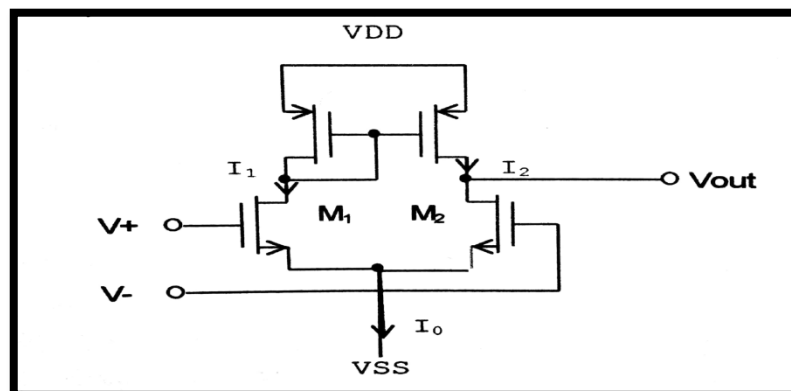 VDD
I₁
I₂
Vout
V+
M₁
M₂
V-
I₀
VSS